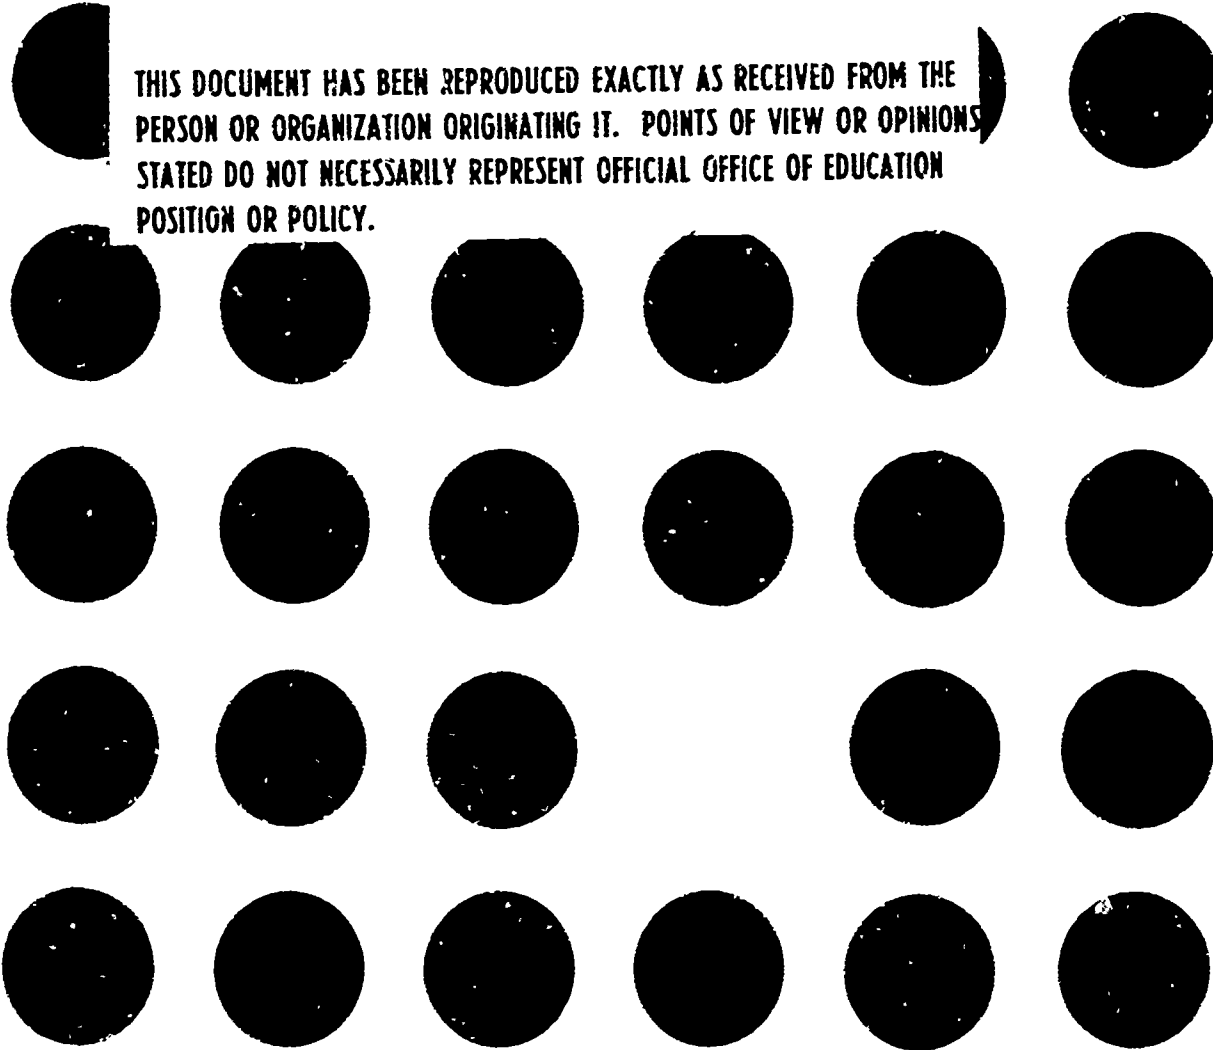 THIS DOCUMENT HAS BEEN REPRODUCED EXACTLY AS RECEIVED FROM THE
PERSON OR ORGANIZATION ORIGINATING IT. POINTS OF VIEW OR OPINIONS
STATED DO NOT NECESSARILY REPRESENT OFFICIAL OFFICE OF EDUCATION
POSITION OR POLICY.